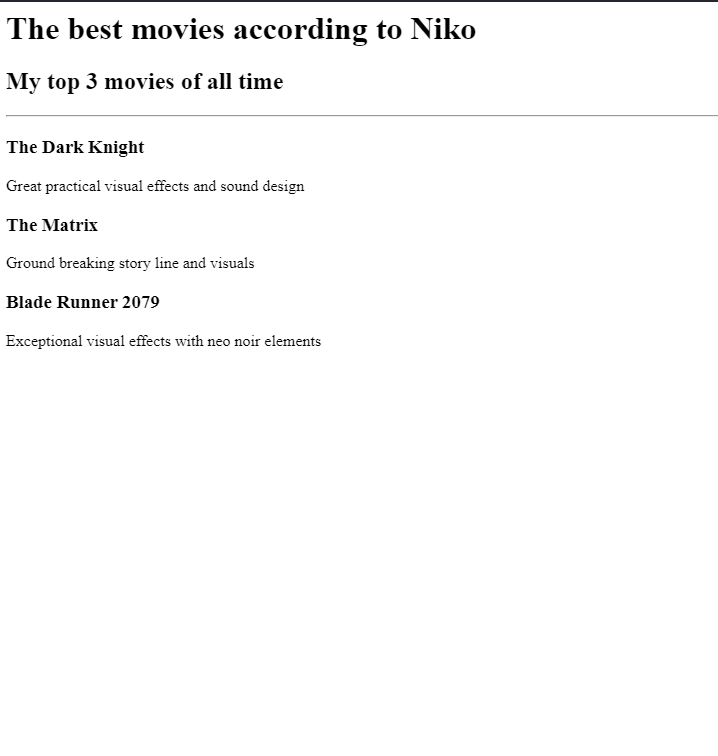 The best movies according to Niko
My top 3 movies of all time
The Dark Knight
Great practical visual effects and sound design
The Matrix
Ground breaking story line and visuals
Blade Runner 2079
Exceptional visual effects with neo noir elements